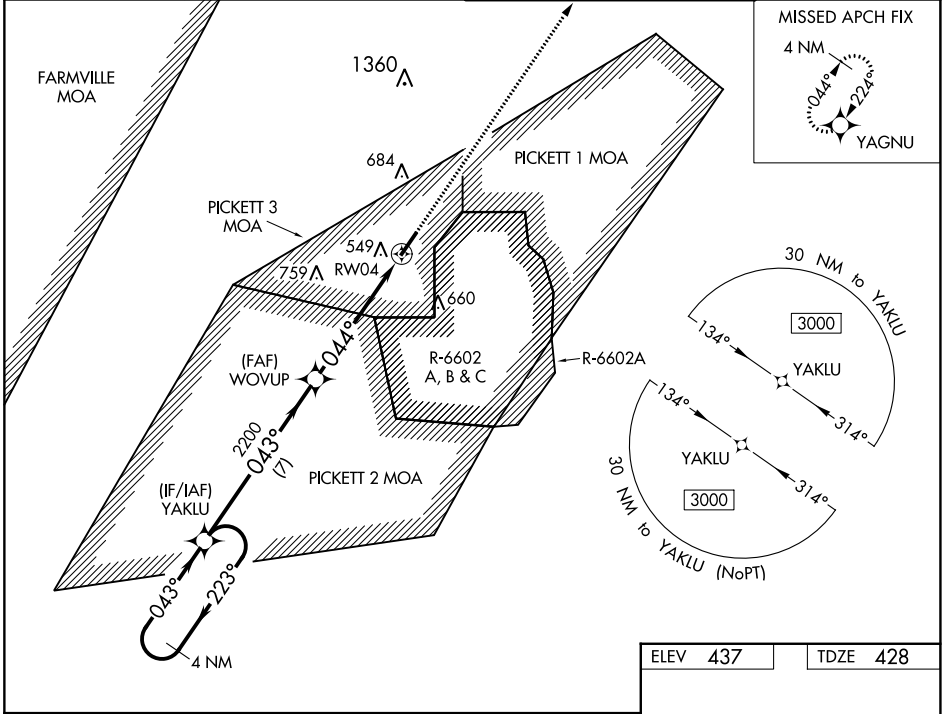 MISSED APCH FIX
4 NM
044°
224°
YAGNU
FARMVILLE
MOA
1360
684
PICKETT 1 MOA
PICKETT 3
MOA
549
759
RW04
660
044°
(FAF)
WOVUP
R-6602
A, B & C
R-6602A
2200
043°
(7)
PICKETT 2 MOA
(IF/IAF)
YAKLU
043°
223°
4 NM
30 NM to YAKLU
3000
134°
YAKLU
314°
134°
YAKLU
314°
3000
30 NM to YAKLU (NoPT)
ELEV 437
TDZE 428